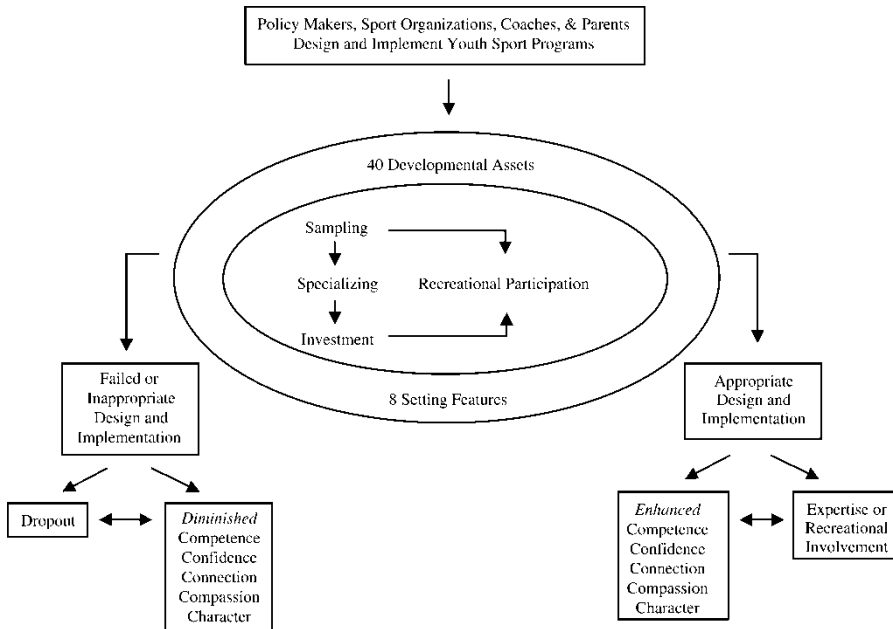 Policy Makers, Sport Organizations, Coaches, & Parents
Design and Implement Youth Sport Programs
40 Developmental Assets
Sampling
Specializing
Recreational Participation
Investment
8 Setting Features
Failed or
Inappropriate
Design and
Implementation
Appropriate
Design and
Implementation
Dropout
Diminished
Competence
Confidence
Connection
Compassion
Character
Enhanced
Competence
Confidence
Connection
Compassion
Character
Expertise or
Recreational
Involvement